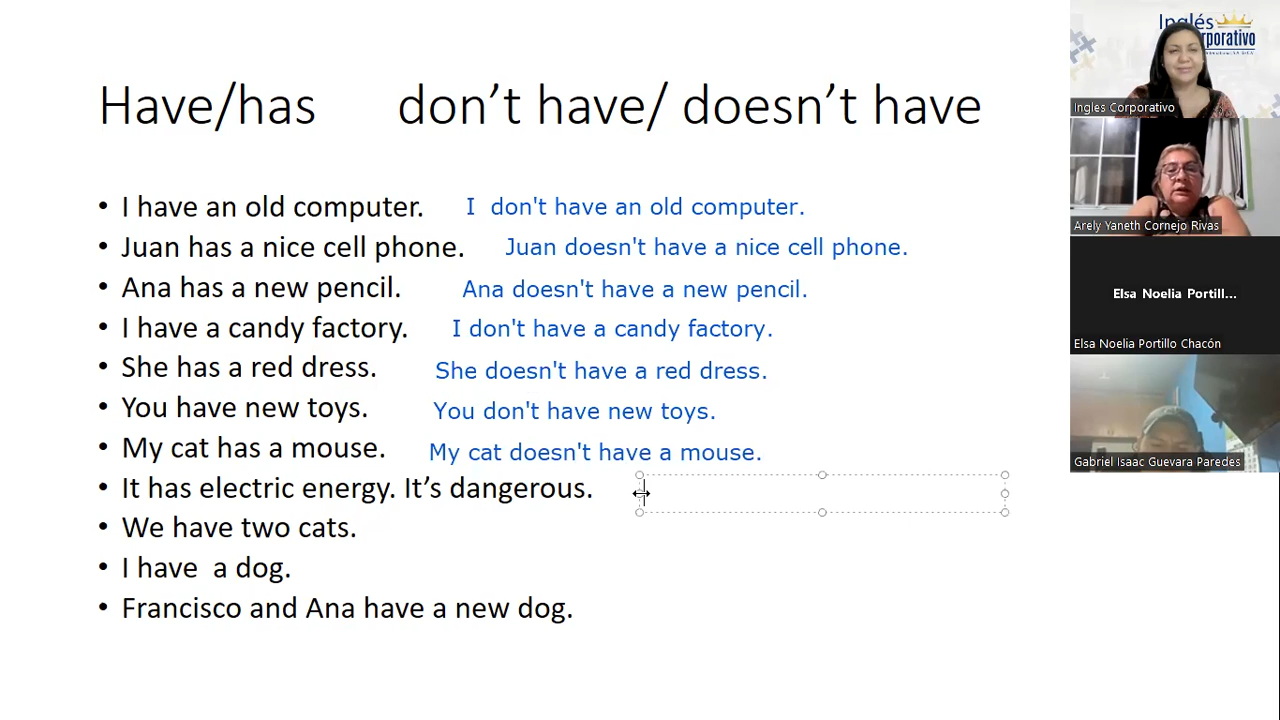 Have/has don’t have/ doesn’t have
• I have an old computer. I don't have an old computer.
• Juan has a nice cell phone. Juan doesn't have a nice cell phone.
• Ana has a new pencil. Ana doesn't have a new pencil.
• I have a candy factory. I don't have a candy factory.
• She has a red dress. She doesn't have a red dress.
• You have new toys. You don't have new toys.
• My cat has a mouse. My cat doesn't have a mouse.
• It has electric energy. It’s dangerous.
• We have two cats.
• I have a dog.
• Francisco and Ana have a new dog.
Inglés
Ingles Corporativo
Arely Yaneth Cornejo Rivas
Elsa Noelia Portill...
Elsa Noelia Portillo Chacón
Gabriel Isaac Guevara Paredes